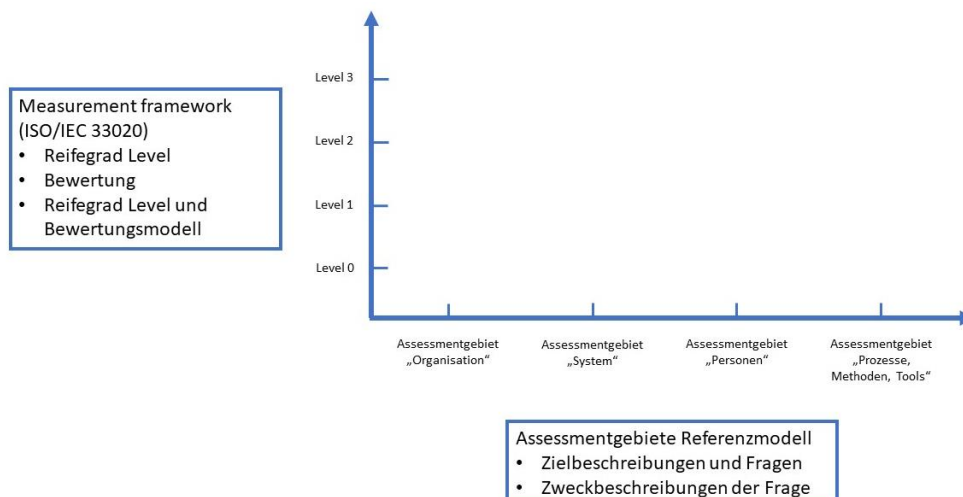 Measurement framework
(ISO/IEC 33020)
• Reifegrad Level
• Bewertung
• Reifegrad Level und
Bewertungsmodell
Level 3
Level 2
Level 1
Level 0
Assessmentgebiet
„Organisation“
Assessmentgebiet
„System“
Assessmentgebiet
„Personen“
Assessmentgebiet
„Prozesse,
Methoden, Tools“
Assessmentgebiete Referenzmodell
• Zielbeschreibungen und Fragen
• Zweckbeschreibungen der Frage